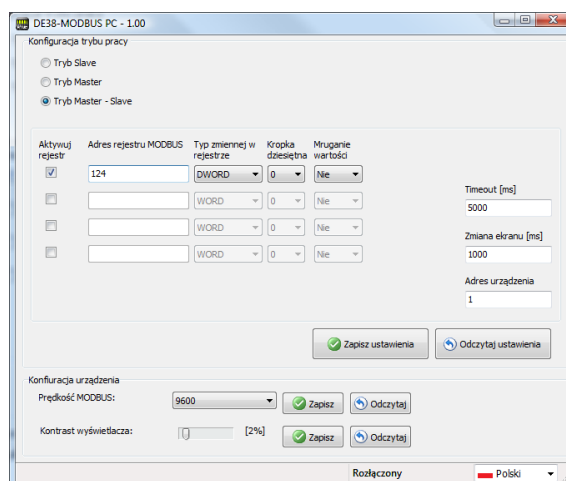 DE38-MODBUS PC - 1.00
Konfiguracja trybu pracy
Tryb Slave
Tryb Master
Tryb Master - Slave
Aktywuj rejestr Adres rejestru MODBUS Typ zmiennej w rejestrze Kropka dziesiętna Mruganie wartości
124 DWORD 0 Nie
WORD 0 Nie
WORD 0 Nie
WORD 0 Nie
Timeout [ms]
5000
Zmiana ekranu [ms]
1000
Adres urządzenia
1
Zapisz ustawienia Odczytaj ustawienia
Konfiuracja urządzenia
Prędkość MODBUS: 9600 Zapisz Odczytaj
Kontrast wyświetlacza: [2%] Zapisz Odczytaj
Rozłączony Polski